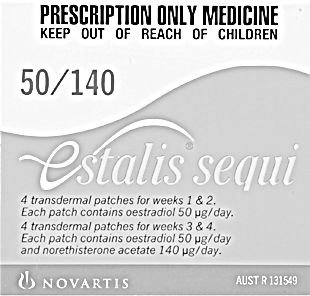 PRESCRIPTION ONLY MEDICINE
KEEP OUT OF REACH OF CHILDREN
50/140
estalis® sequi
4 transdermal patches for weeks 1 & 2.
Each patch contains oestradiol 50 µg/day.
4 transdermal patches for weeks 3 & 4.
Each patch contains oestradiol 50 µg/day
and norethisterone acetate 140 µg/day.
NOVARTIS
AUST R 131549